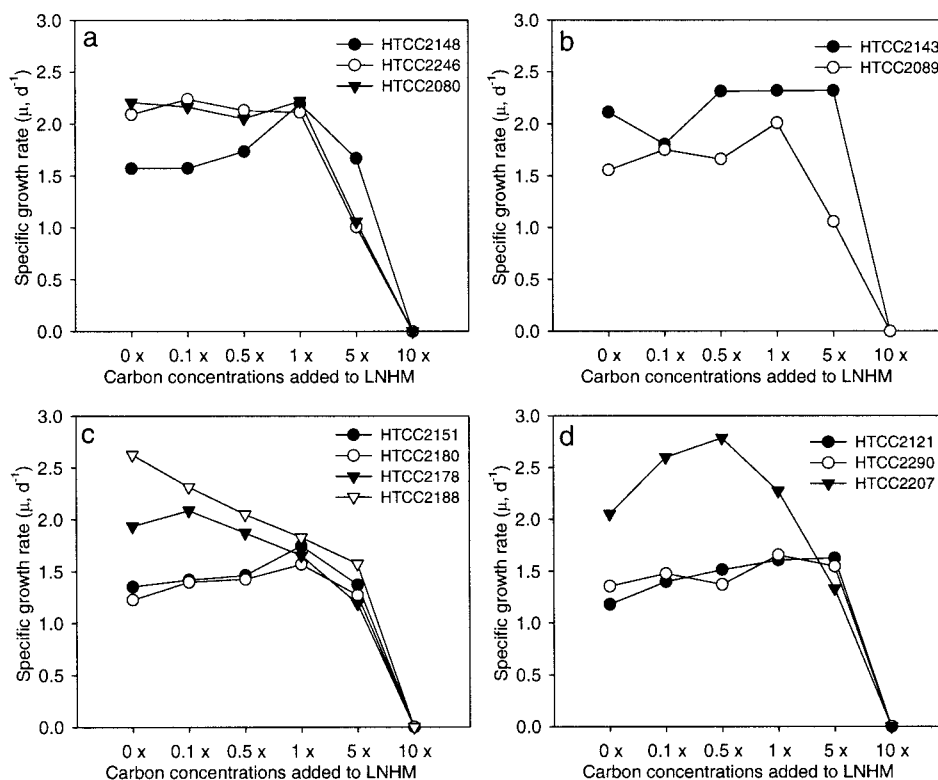 a
HTCC2148
HTCC2246
HTCC2080
3.0
2.5
2.0
1.5
1.0
0.5
0.0
Specific growth rate (μ, d⁻¹)
0 x 0.1 x 0.5 x 1 x 5 x 10 x
Carbon concentrations added to LNHM
b
HTCC2143
HTCC2089
3.0
2.5
2.0
1.5
1.0
0.5
0.0
Specific growth rate (μ, d⁻¹)
0 x 0.1 x 0.5 x 1 x 5 x 10 x
Carbon concentrations added to LNHM
c
HTCC2151
HTCC2180
HTCC2178
HTCC2188
3.0
2.5
2.0
1.5
1.0
0.5
0.0
Specific growth rate (μ, d⁻¹)
0 x 0.1 x 0.5 x 1 x 5 x 10 x
Carbon concentrations added to LNHM
d
HTCC2121
HTCC2290
HTCC2207
3.0
2.5
2.0
1.5
1.0
0.5
0.0
Specific growth rate (μ, d⁻¹)
0 x 0.1 x 0.5 x 1 x 5 x 10 x
Carbon concentrations added to LNHM